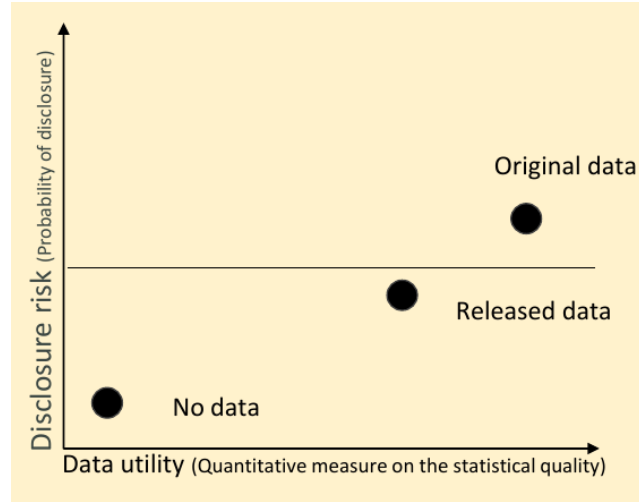 Disclosure risk (Probability of disclosure)
Original data
Released data
No data
Data utility (Quantitative measure on the statistical quality)